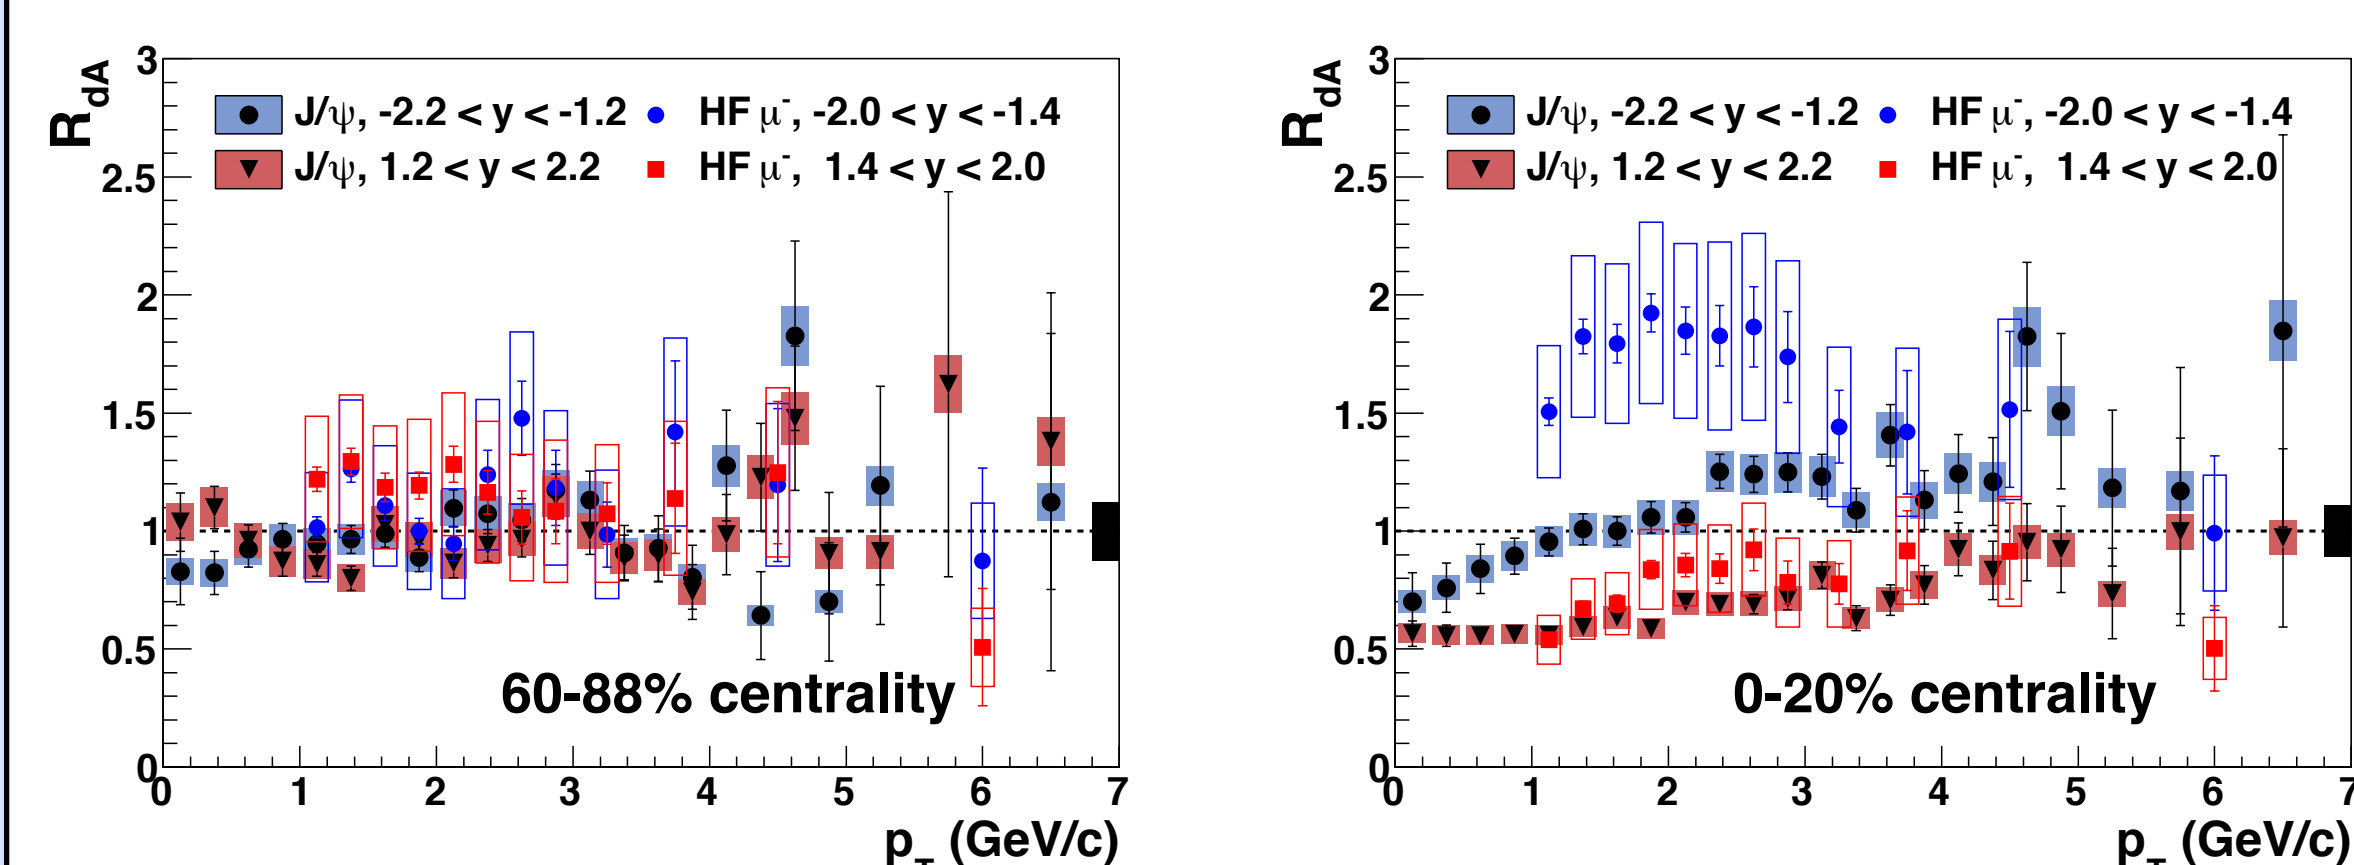 R_dA
3
2.5
2
1.5
1
0.5
0
J/ψ, -2.2 < y < -1.2
HF μ⁻, -2.0 < y < -1.4
J/ψ, 1.2 < y < 2.2
HF μ⁻, 1.4 < y < 2.0
60-88% centrality
0 1 2 3 4 5 6 7
p_T (GeV/c)
R_dA
3
2.5
2
1.5
1
0.5
0
J/ψ, -2.2 < y < -1.2
HF μ⁻, -2.0 < y < -1.4
J/ψ, 1.2 < y < 2.2
HF μ⁻, 1.4 < y < 2.0
0-20% centrality
0 1 2 3 4 5 6 7
p_T (GeV/c)